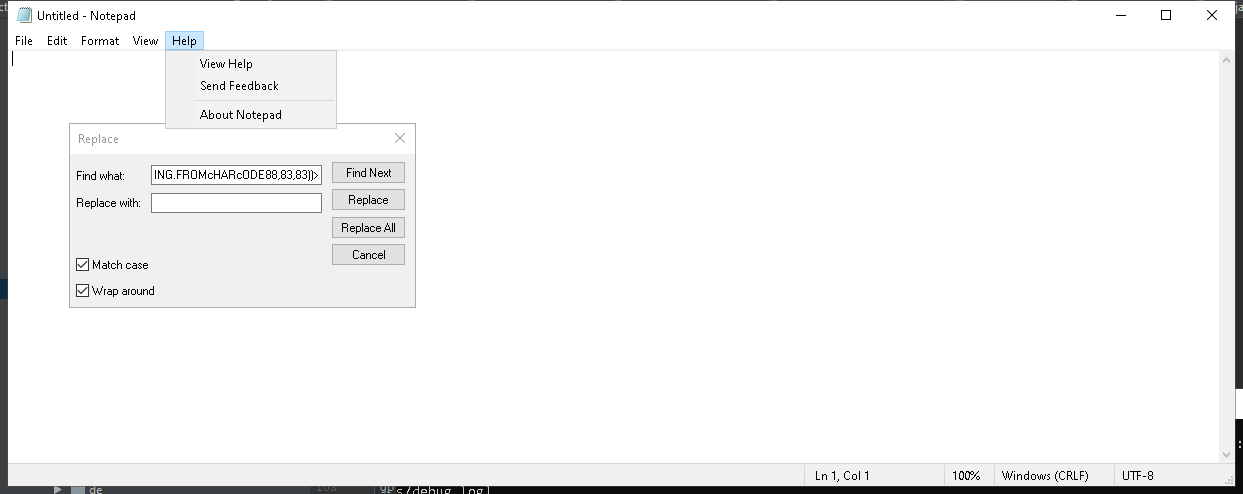 Untitled - Notepad
File Edit Format View Help
View Help
Send Feedback
About Notepad
Replace
Find what: ING.FROMcHARcODE88,83,83))> Find Next
Replace with: Replace
Replace All
Cancel
Match case
Wrap around
Ln 1, Col 1 100% Windows (CRLF) UTF-8
de